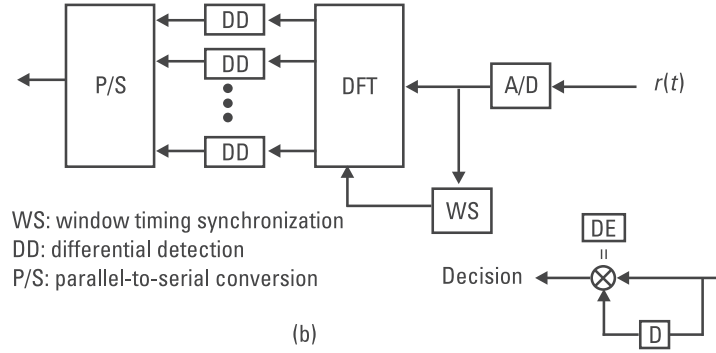 DD
DD
DD
P/S
DFT
A/D
r(t)
WS
WS: window timing synchronization
DD: differential detection
P/S: parallel-to-serial conversion
DE
=
Decision
D
(b)